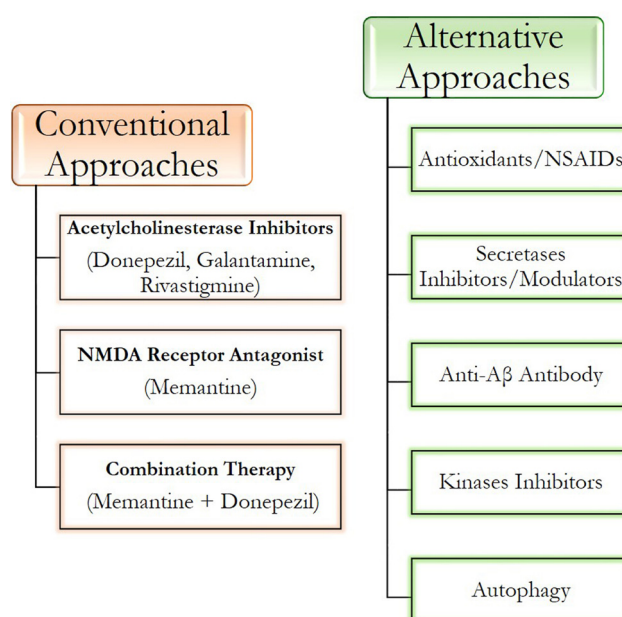 Conventional
Approaches
Acetylcholinesterase Inhibitors
(Donepezil, Galantamine,
Rivastigmine)
NMDA Receptor Antagonist
(Memantine)
Combination Therapy
(Memantine + Donepezil)
Alternative
Approaches
Antioxidants/NSAIDs
Secretases
Inhibitors/Modulators
Anti-Aβ Antibody
Kinases Inhibitors
Autophagy